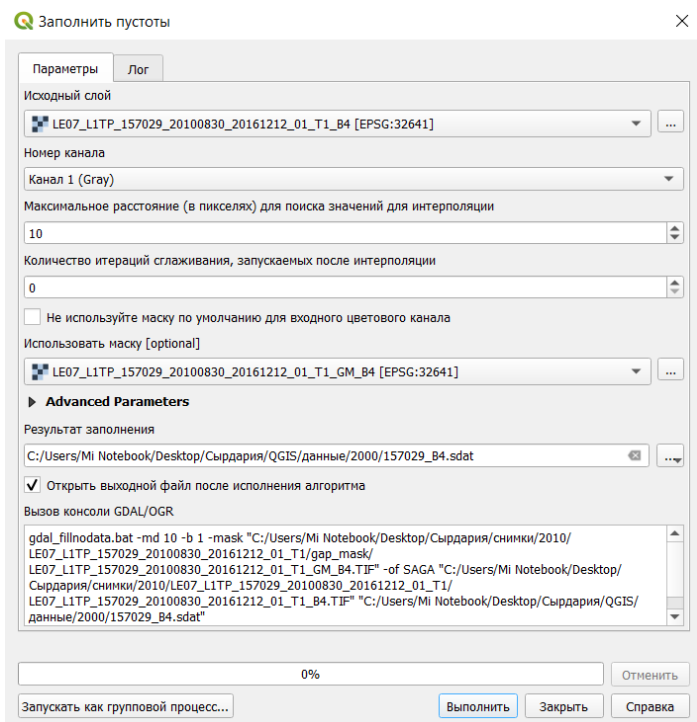 Заполнить пустоты
Параметры
Лог
Исходный слой
LE07_L1TP_157029_20100830_20161212_01_T1_B4 [EPSG:32641]
...
Номер канала
Канал 1 (Gray)
Максимальное расстояние (в пикселях) для поиска значений для интерполяции
10
Количество итераций сглаживания, запускаемых после интерполяции
0
Не используйте маску по умолчанию для входного цветового канала
Использовать маску [optional]
LE07_L1TP_157029_20100830_20161212_01_T1_GM_B4 [EPSG:32641]
...
Advanced Parameters
Результат заполнения
C:/Users/Mi Notebook/Desktop/Сырдария/QGIS/данные/2000/157029_B4.sdat
...
Открыть выходной файл после исполнения алгоритма
Вызов консоли GDAL/OGR
gdal_fillnodata.bat -md 10 -b 1 -mask "C:/Users/Mi Notebook/Desktop/Сырдария/снимки/2010/
LE07_L1TP_157029_20100830_20161212_01_T1/gap_mask/
LE07_L1TP_157029_20100830_20161212_01_T1_GM_B4.TIF" -of SAGA "C:/Users/Mi Notebook/Desktop/
Сырдария/снимки/2010/LE07_L1TP_157029_20100830_20161212_01_T1/
LE07_L1TP_157029_20100830_20161212_01_T1_B4.TIF" "C:/Users/Mi Notebook/Desktop/Сырдария/QGIS/
данные/2000/157029_B4.sdat"
0%
Отменить
Запускать как групповой процесс...
Выполнить
Закрыть
Справка